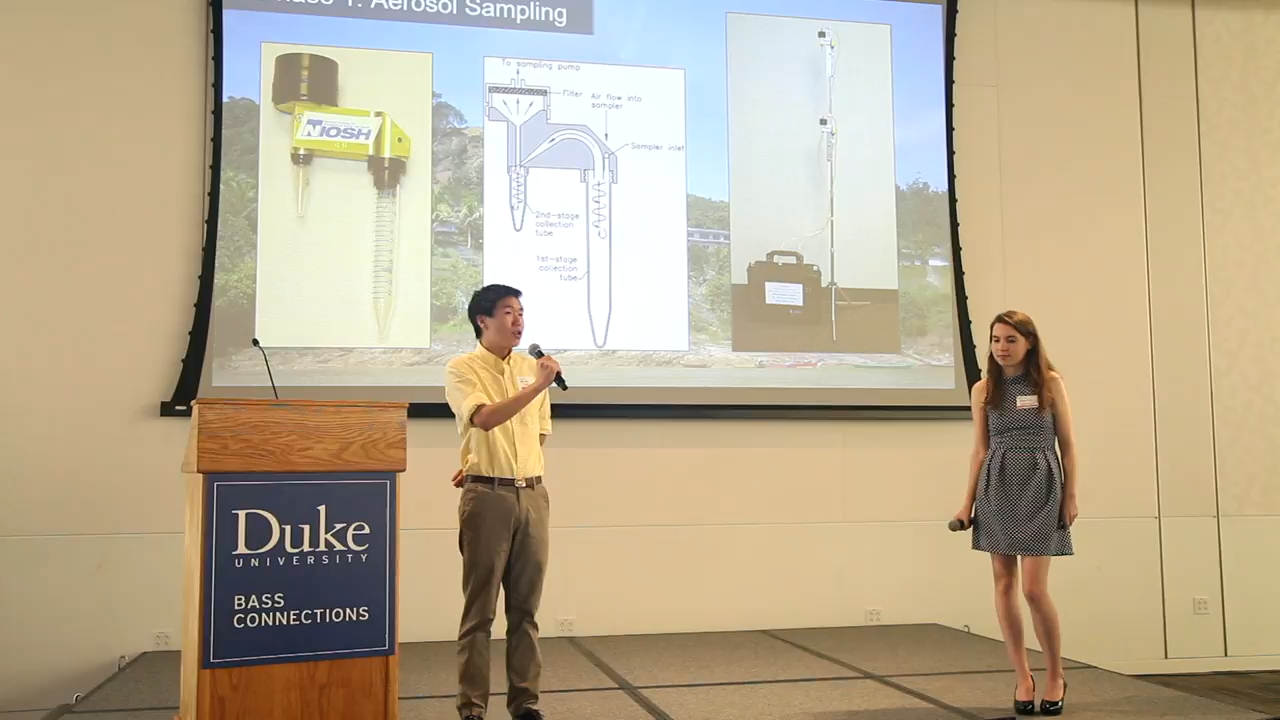 1: Aerosol Sampling
NIOSH
To sampling pump
Filter
Air flow into
sampler
Sampler inlet
2nd-stage
collection
tube
1st-stage
collection
tube
Duke
UNIVERSITY
BASS
CONNECTIONS